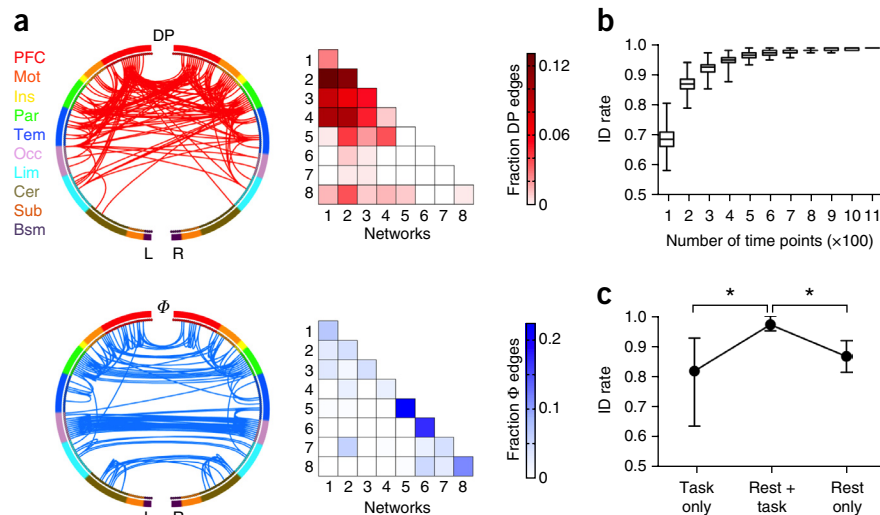 a
DP
PFC
Mot
Ins
Par
Tem
Occ
Lim
Cer
Sub
Bsm
L R
1
2
3
4
5
6
7
8
1 2 3 4 5 6 7 8
Networks
0.12
0.06
0
Fraction DP edges
b
1.0
0.9
0.8
0.7
0.6
0.5
ID rate
1 2 3 4 5 6 7 8 9 10 11
Number of time points (×100)
Φ
L R
1
2
3
4
5
6
7
8
1 2 3 4 5 6 7 8
Networks
0.2
0.1
0
Fraction Φ edges
c
* *
1.0
0.9
0.8
0.7
0.6
0.5
ID rate
Task only
Rest + task
Rest only